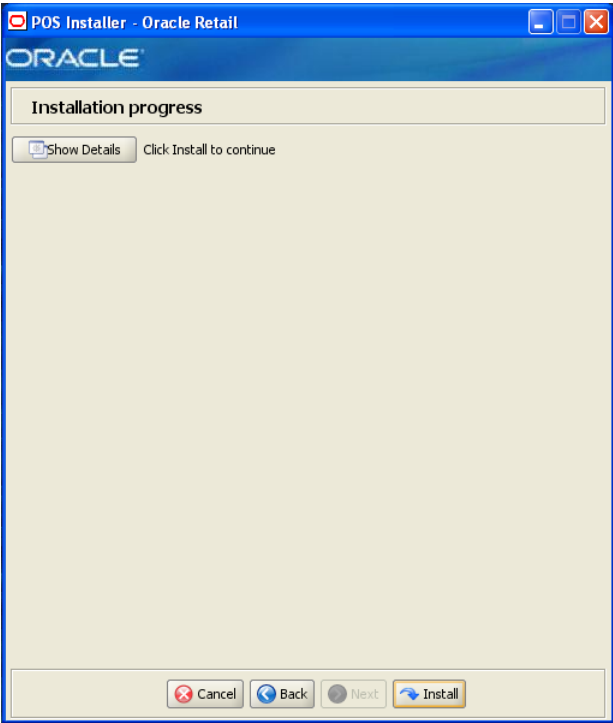 POS Installer - Oracle Retail
ORACLE
Installation progress
Show Details Click Install to continue
Cancel Back Next Install